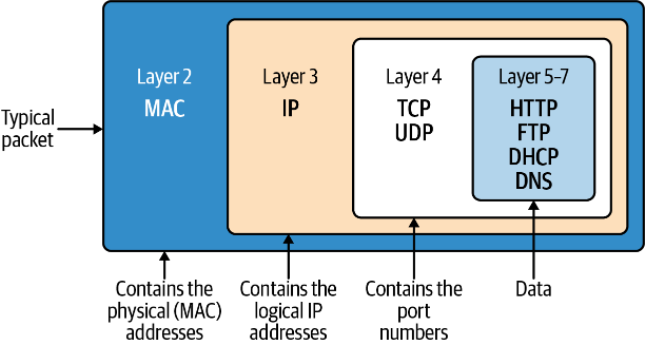 Layer 2
MAC
Layer 3
IP
Layer 4
TCP
UDP
Layer 5–7
HTTP
FTP
DHCP
DNS
Typical
packet
Contains the
physical (MAC)
addresses
Contains the
logical IP
addresses
Contains the
port
numbers
Data